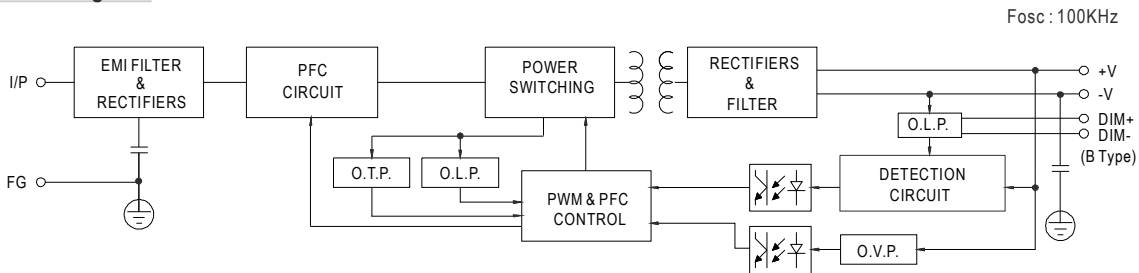 Fosc : 100KHz
I/P
EMI FILTER
&
RECTIFIERS
PFC
CIRCUIT
POWER
SWITCHING
RECTIFIERS
&
FILTER
+V
-V
O.L.P.
DIM+
DIM-
(B Type)
O.T.P.
O.L.P.
FG
PWM & PFC
CONTROL
DETECTION
CIRCUIT
O.V.P.